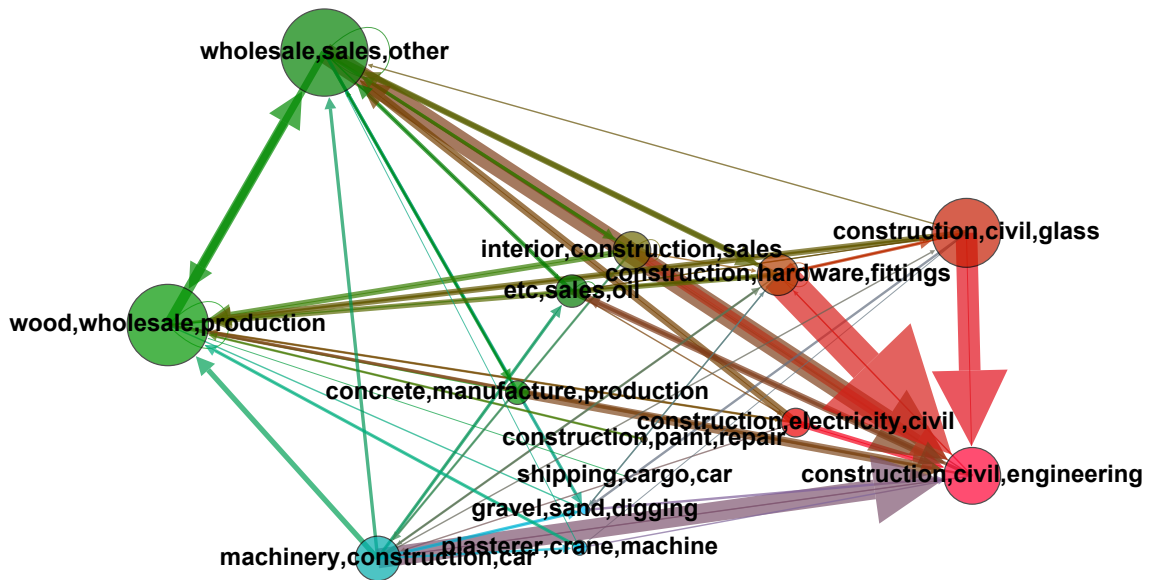 wholesale,sales,other
construction,civil,glass
interior,construction,sales
construction,hardware,fittings
etc,sales,oil
wood,wholesale,production
concrete,manufacture,production
construction,electricity,civil
construction,paint,repair
shipping,cargo,car
construction,civil,engineering
gravel,sand,digging
plasterer,crane,machine
machinery,construction,car